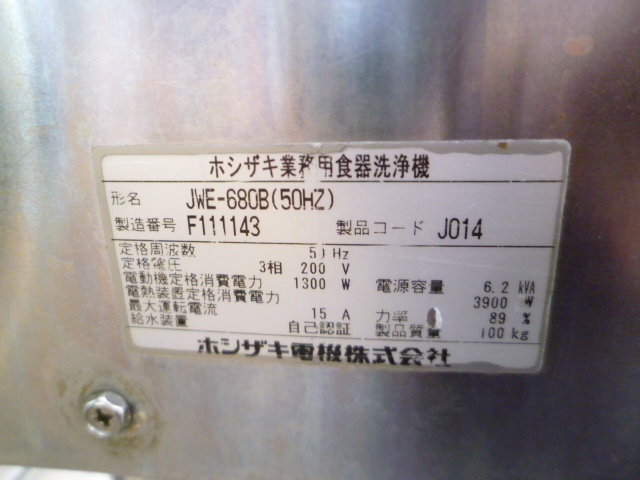 ホシザキ業務用食器洗浄機
形名 JWE-680B(50HZ)
製造番号 F111143 製品コード J014
定格周波数 50Hz
定格電圧 3相 200 V
電動機定格消費電力 1300 W 電源容量 6.2 kVA
電熱装置定格消費電力 3900 W
最大運転電流 15 A 力率 89 %
給水装置 自己認証 製品質量 100 kg
ホシザキ電機株式会社